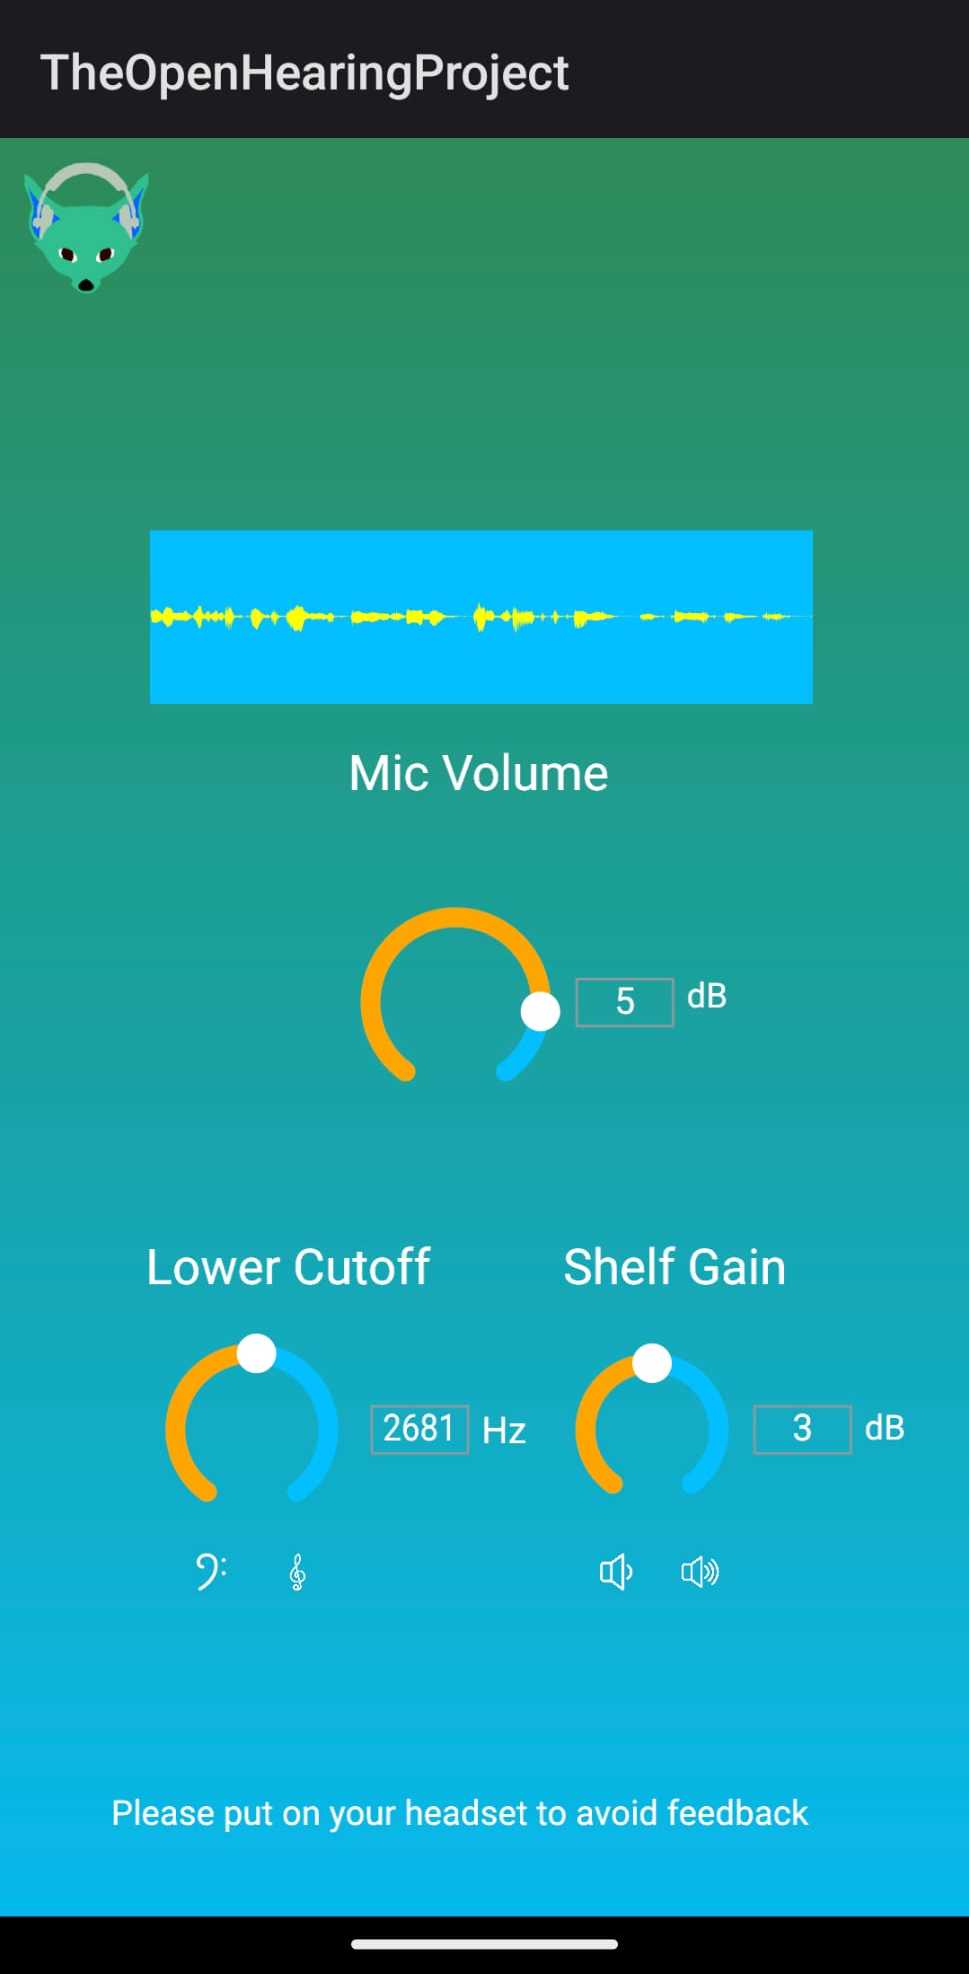 TheOpenHearingProject
Mic Volume
5 dB
Lower Cutoff
Shelf Gain
2681 Hz
3 dB
Please put on your headset to avoid feedback